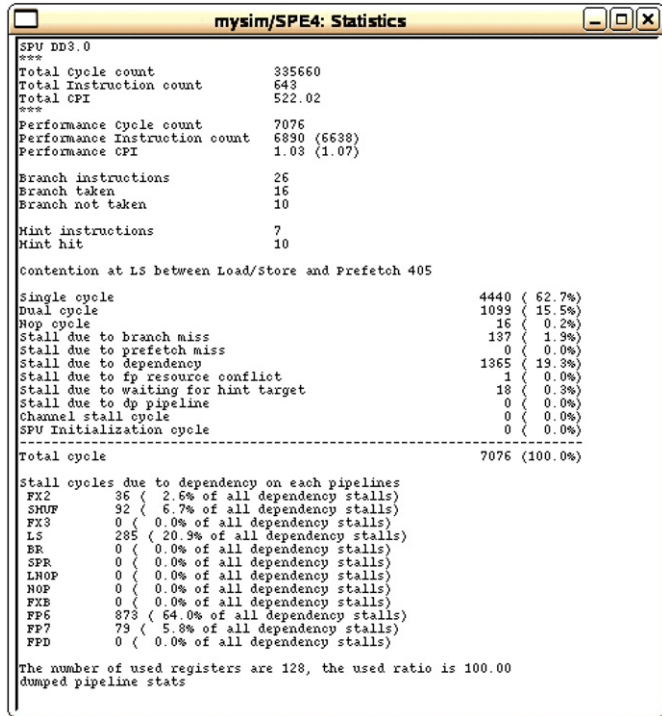 mysim/SPE4: Statistics
SPU DD3.0
***
Total Cycle count 335660
Total Instruction count 643
Total CPI 522.02
***
Performance Cycle count 7076
Performance Instruction count 6890 (6638)
Performance CPI 1.03 (1.07)
Branch instructions 26
Branch taken 16
Branch not taken 10
Hint instructions 7
Hint hit 10
Contention at LS between Load/Store and Prefetch 405
Single cycle 4440 ( 62.7%)
Dual cycle 1099 ( 15.5%)
Nop cycle 16 ( 0.2%)
Stall due to branch miss 137 ( 1.9%)
Stall due to prefetch miss 0 ( 0.0%)
Stall due to dependency 1365 ( 19.3%)
Stall due to fp resource conflict 1 ( 0.0%)
Stall due to waiting for hint target 18 ( 0.3%)
Stall due to dp pipeline 0 ( 0.0%)
Channel stall cycle 0 ( 0.0%)
SPU Initialization cycle 0 ( 0.0%)
-----------------------------------------------------------------------
Total cycle 7076 (100.0%)
Stall cycles due to dependency on each pipelines
FX2 36 ( 2.6% of all dependency stalls)
SHUF 92 ( 6.7% of all dependency stalls)
FX3 0 ( 0.0% of all dependency stalls)
LS 285 ( 20.9% of all dependency stalls)
BR 0 ( 0.0% of all dependency stalls)
SPR 0 ( 0.0% of all dependency stalls)
LNOP 0 ( 0.0% of all dependency stalls)
NOP 0 ( 0.0% of all dependency stalls)
FXB 0 ( 0.0% of all dependency stalls)
FP6 873 ( 64.0% of all dependency stalls)
FP7 79 ( 5.8% of all dependency stalls)
FPD 0 ( 0.0% of all dependency stalls)
The number of used registers are 128, the used ratio is 100.00
dumped pipeline stats